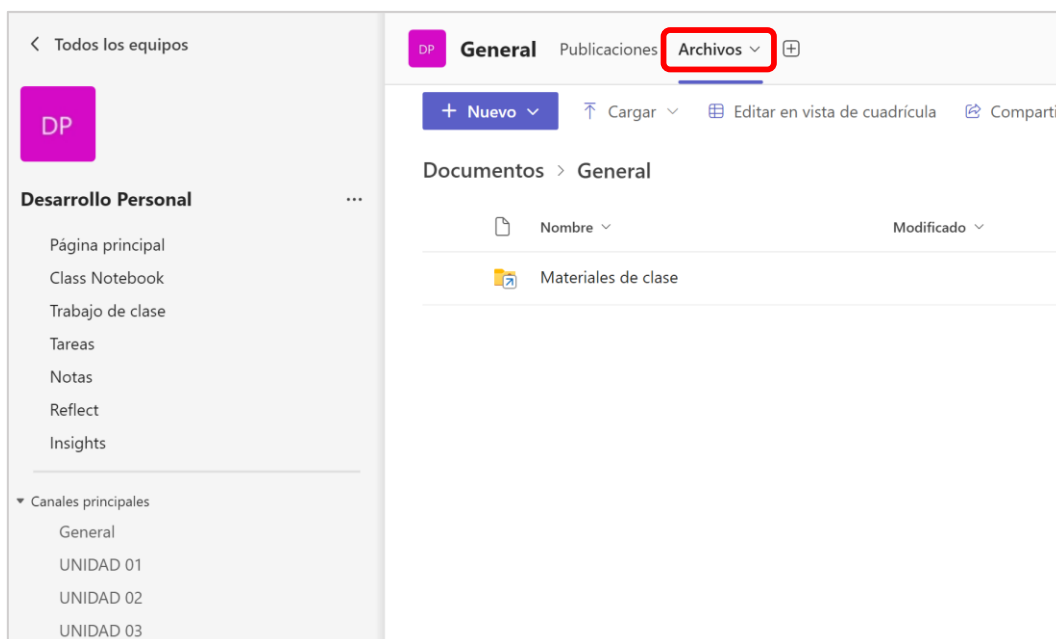 Todos los equipos
DP
Desarrollo Personal
...
Página principal
Class Notebook
Trabajo de clase
Tareas
Notas
Reflect
Insights
Canales principales
General
UNIDAD 01
UNIDAD 02
UNIDAD 03
DP General Publicaciones Archivos
+ Nuevo Cargar Editar en vista de cuadrícula Comparti
Documentos > General
Nombre Modificado
Materiales de clase